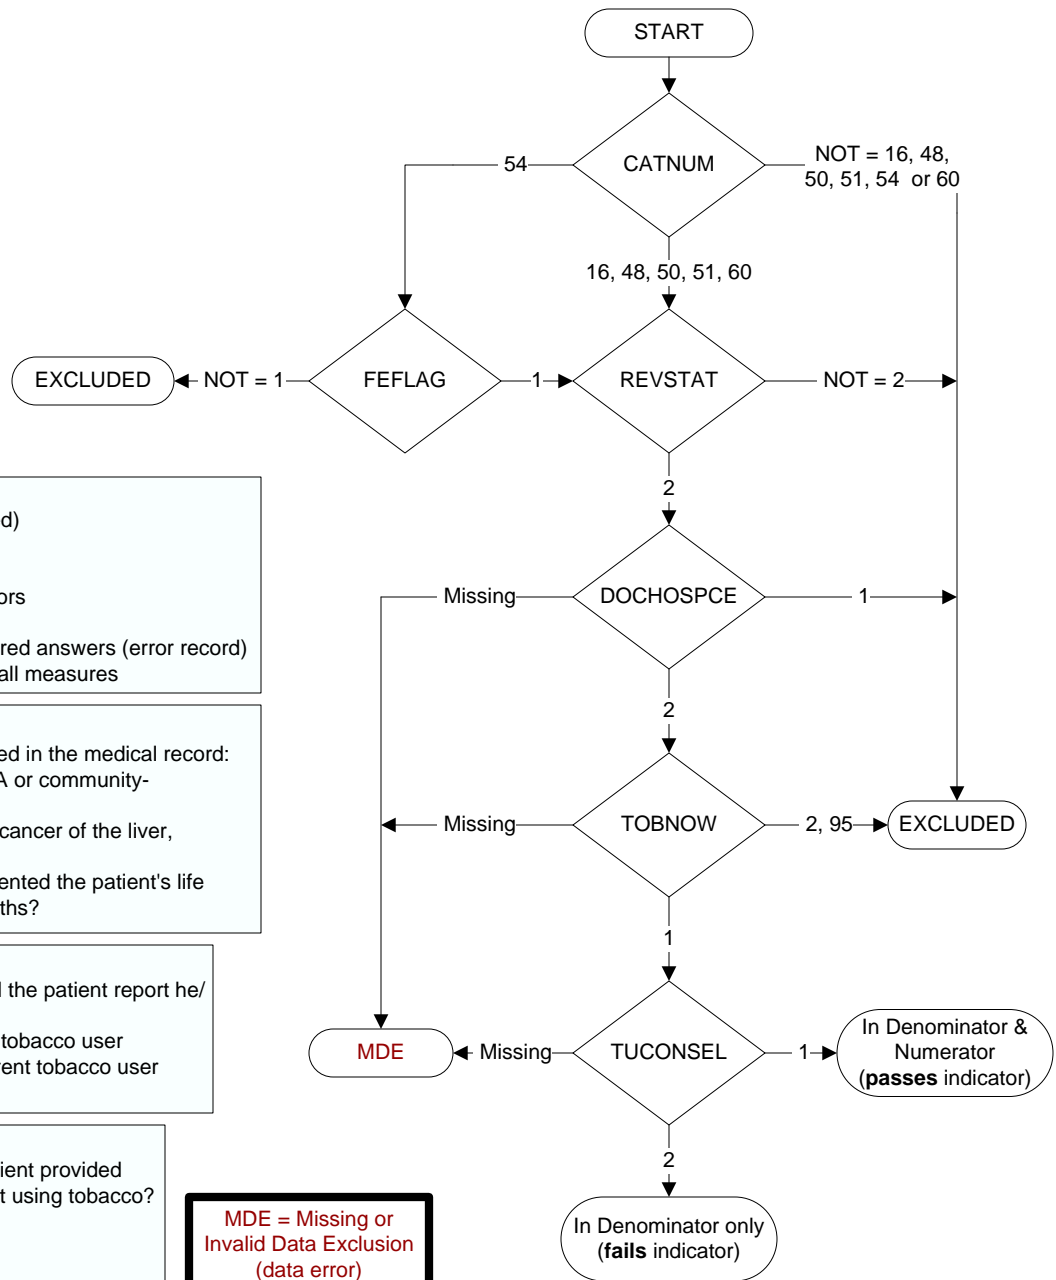 START
CATNUM
54
NOT = 16, 48,
50, 51, 54 or 60
16, 48, 50, 51, 60
EXCLUDED
NOT = 1
FEFLAG
1
REVSTAT
NOT = 2
2
ed)
ors
red answers (error record)
all measures
Missing
DOCHOSPCE
1
2
ed in the medical record:
A or community-
cancer of the liver,
ented the patient's life
ths?
Missing
TOBNOW
2, 95
EXCLUDED
1
d the patient report he/
tobacco user
rent tobacco user
MDE
Missing
TUCONSEL
1
In Denominator &
Numerator
(passes indicator)
2
ient provided
t using tobacco?
MDE = Missing or
Invalid Data Exclusion
(data error)
In Denominator only
(fails indicator)